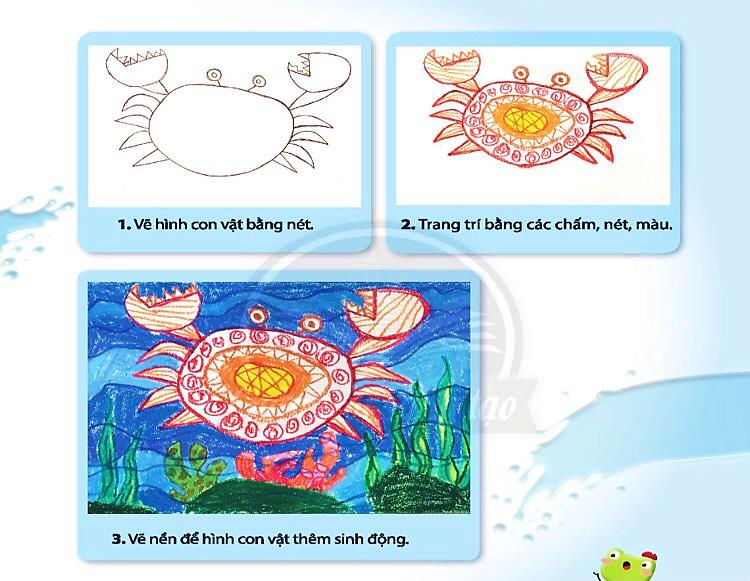 1. Vẽ hình con vật bằng nét.
2. Trang trí bằng các chấm, nét, màu.
3. Vẽ nền để hình con vật thêm sinh động.
tạo